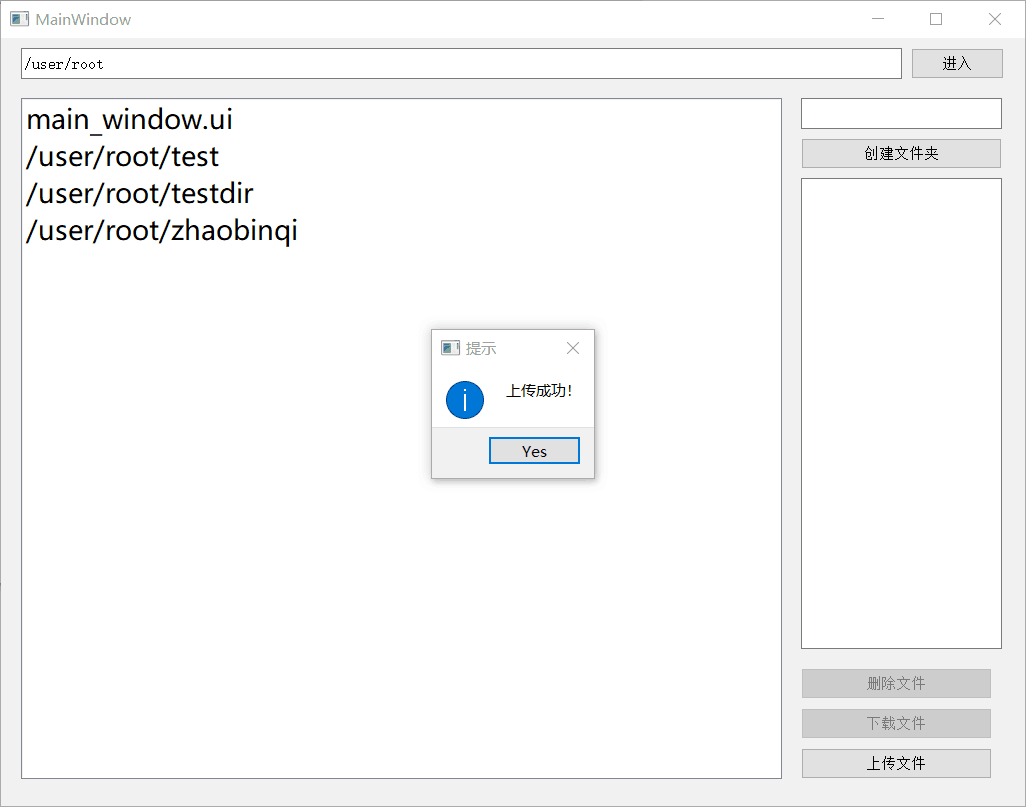 MainWindow
/user/root
进入
main_window.ui
/user/root/test
/user/root/testdir
/user/root/zhaobinqi
创建文件夹
提示
上传成功！
Yes
删除文件
下载文件
上传文件